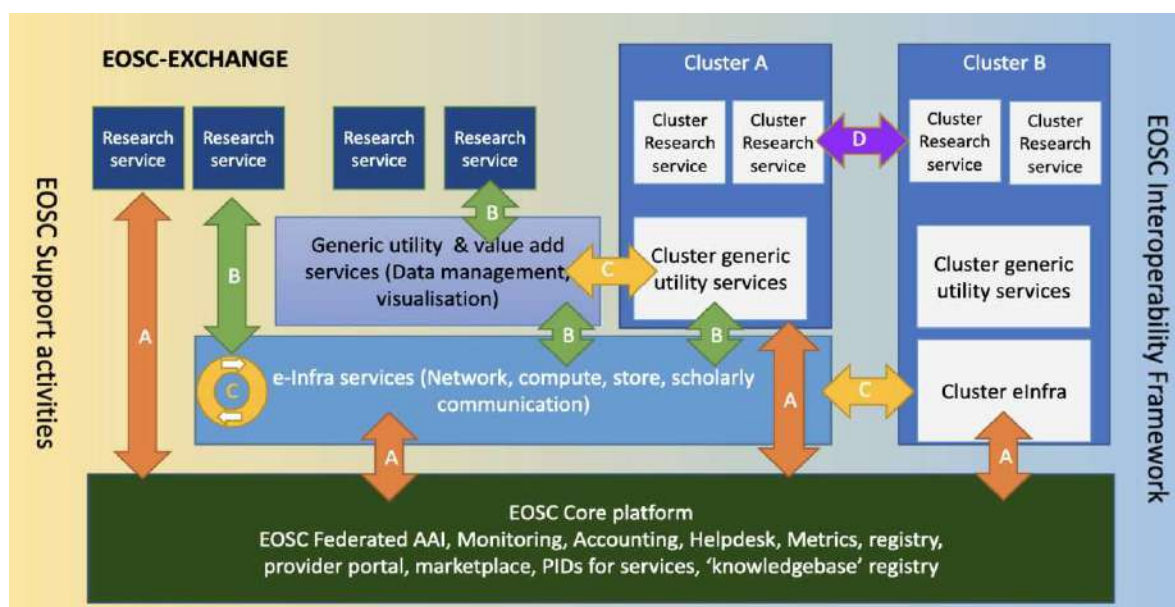 EOSC-EXCHANGE
Cluster A
Cluster B
Research
service
Research
service
Research
service
Research
service
Cluster
Research
service
Cluster
Research
service
D
Cluster
Research
service
Cluster
Research
service
EOSC Support activities
EOSC Interoperability Framework
B
Generic utility & value add
services (Data management,
visualisation)
C
Cluster generic
utility services
Cluster generic
utility services
B
A
B
B
C
e-Infra services (Network, compute, store, scholarly
communication)
A
C
Cluster eInfra
A
A
EOSC Core platform
EOSC Federated AAI, Monitoring, Accounting, Helpdesk, Metrics, registry,
provider portal, marketplace, PIDs for services, ‘knowledgebase’ registry